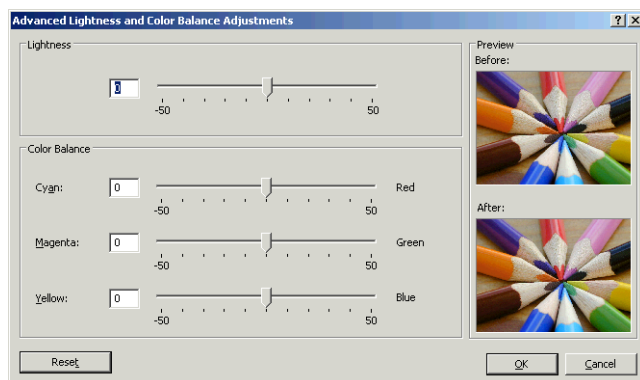 Advanced Lightness and Color Balance Adjustments
Lightness
0
-50 50
Color Balance
Cyan: 0 Red
-50 50
Magenta: 0 Green
-50 50
Yellow: 0 Blue
-50 50
Preview
Before:
After:
Reset
OK Cancel